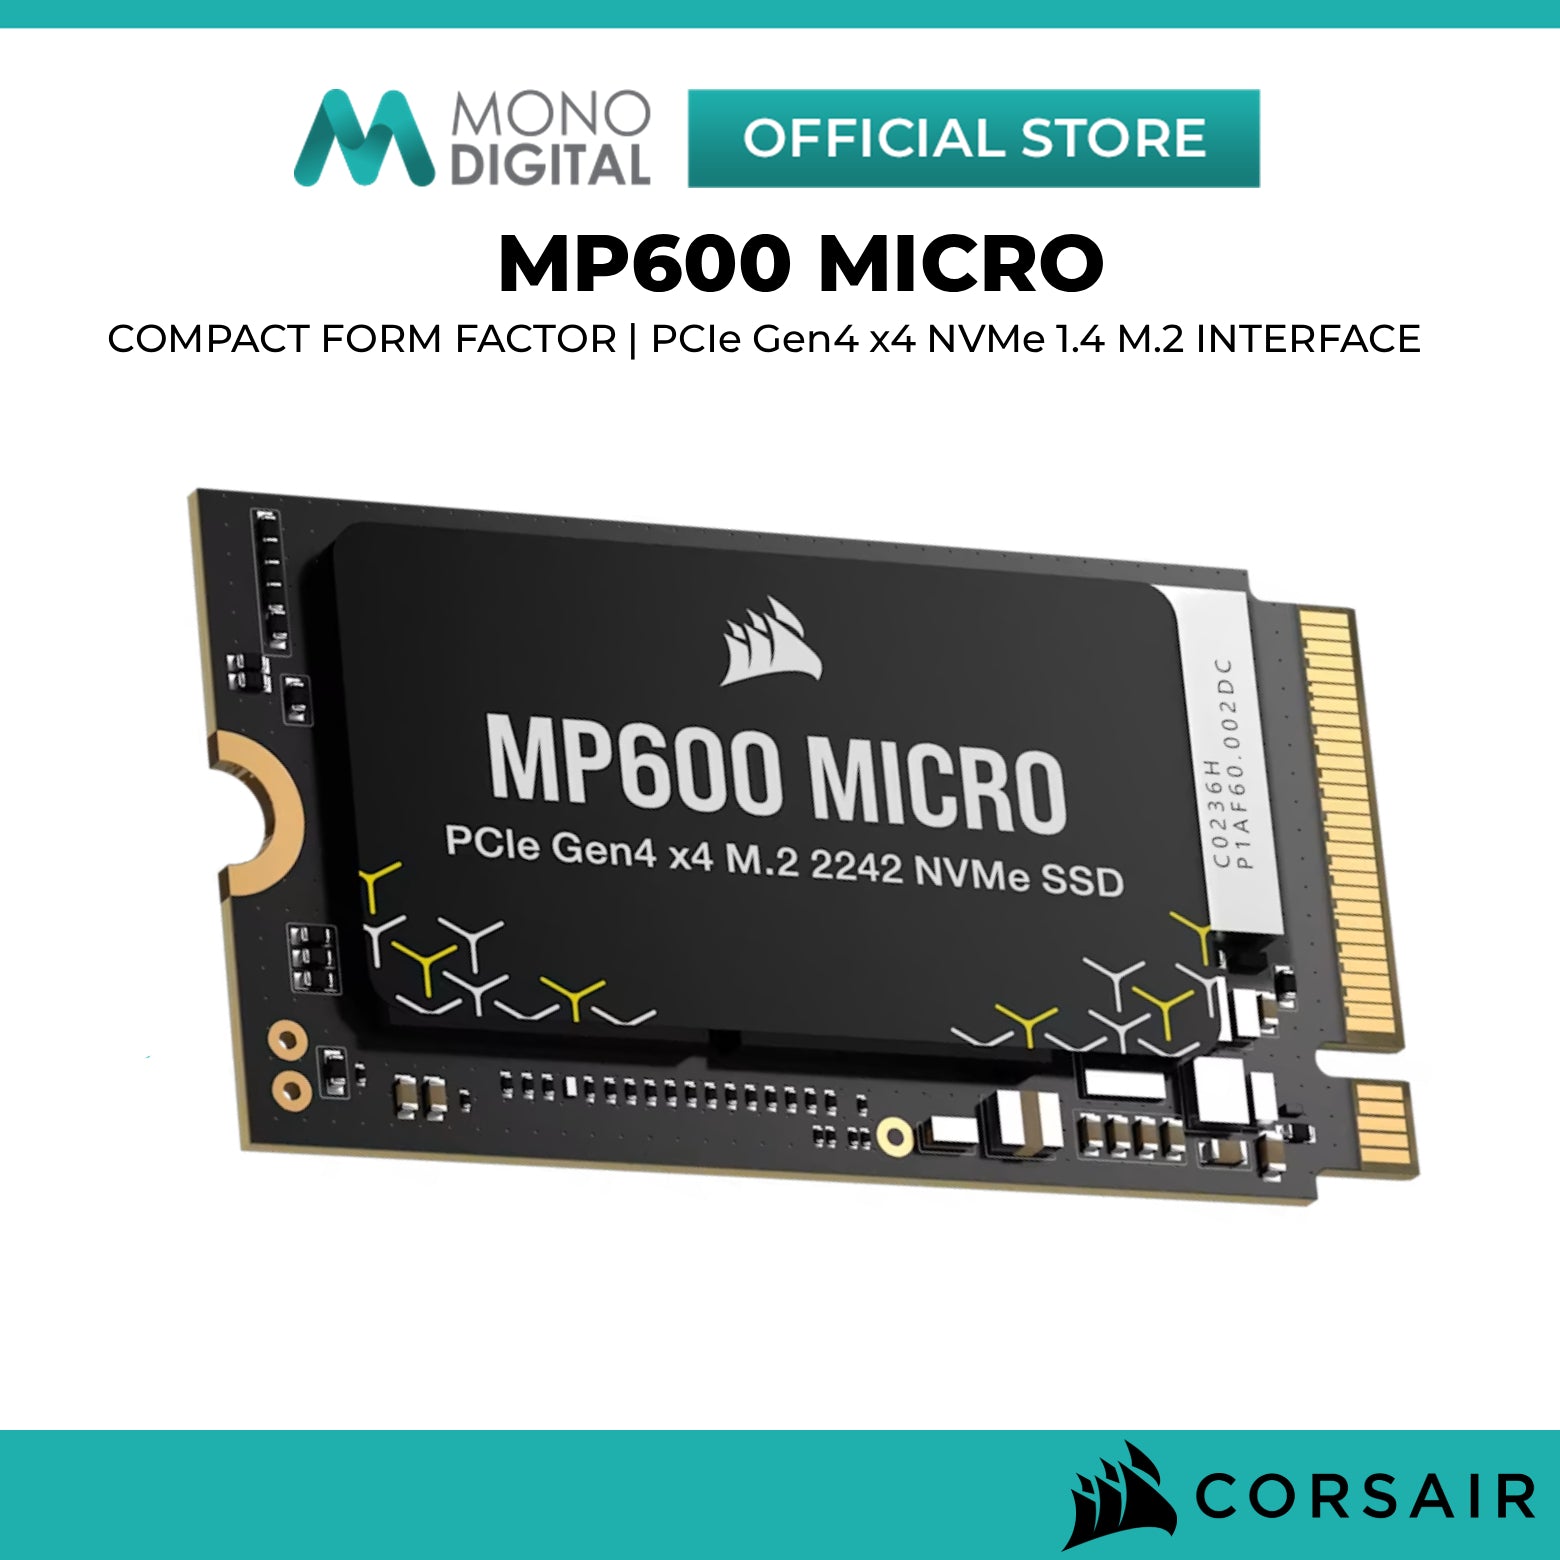 MONO
DIGITAL
OFFICIAL STORE
MP600 MICRO
COMPACT FORM FACTOR | PCIe Gen4 x4 NVMe 1.4 M.2 INTERFACE
MP600 MICRO
PCIe Gen4 x4 M.2 2242 NVMe SSD
C0236H
P1AF60.002DC
CORSAIR